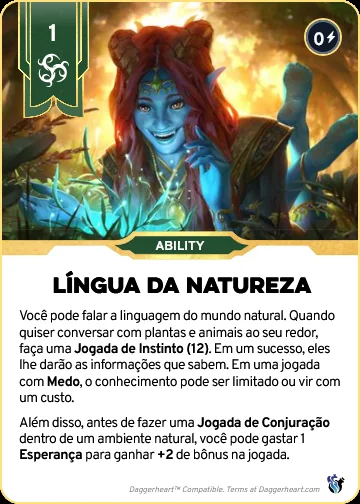 1
0
ABILITY
LÍNGUA DA NATUREZA
Você pode falar a linguagem do mundo natural. Quando
quiser conversar com plantas e animais ao seu redor,
faça uma Jogada de Instinto (12). Em um sucesso, eles
lhe darão as informações que sabem. Em uma jogada
com Medo, o conhecimento pode ser limitado ou vir com
um custo.
Além disso, antes de fazer uma Jogada de Conjuração
dentro de um ambiente natural, você pode gastar 1
Esperança para ganhar +2 de bônus na jogada.
Daggerheart™ Compatible. Terms at Daggerheart.com